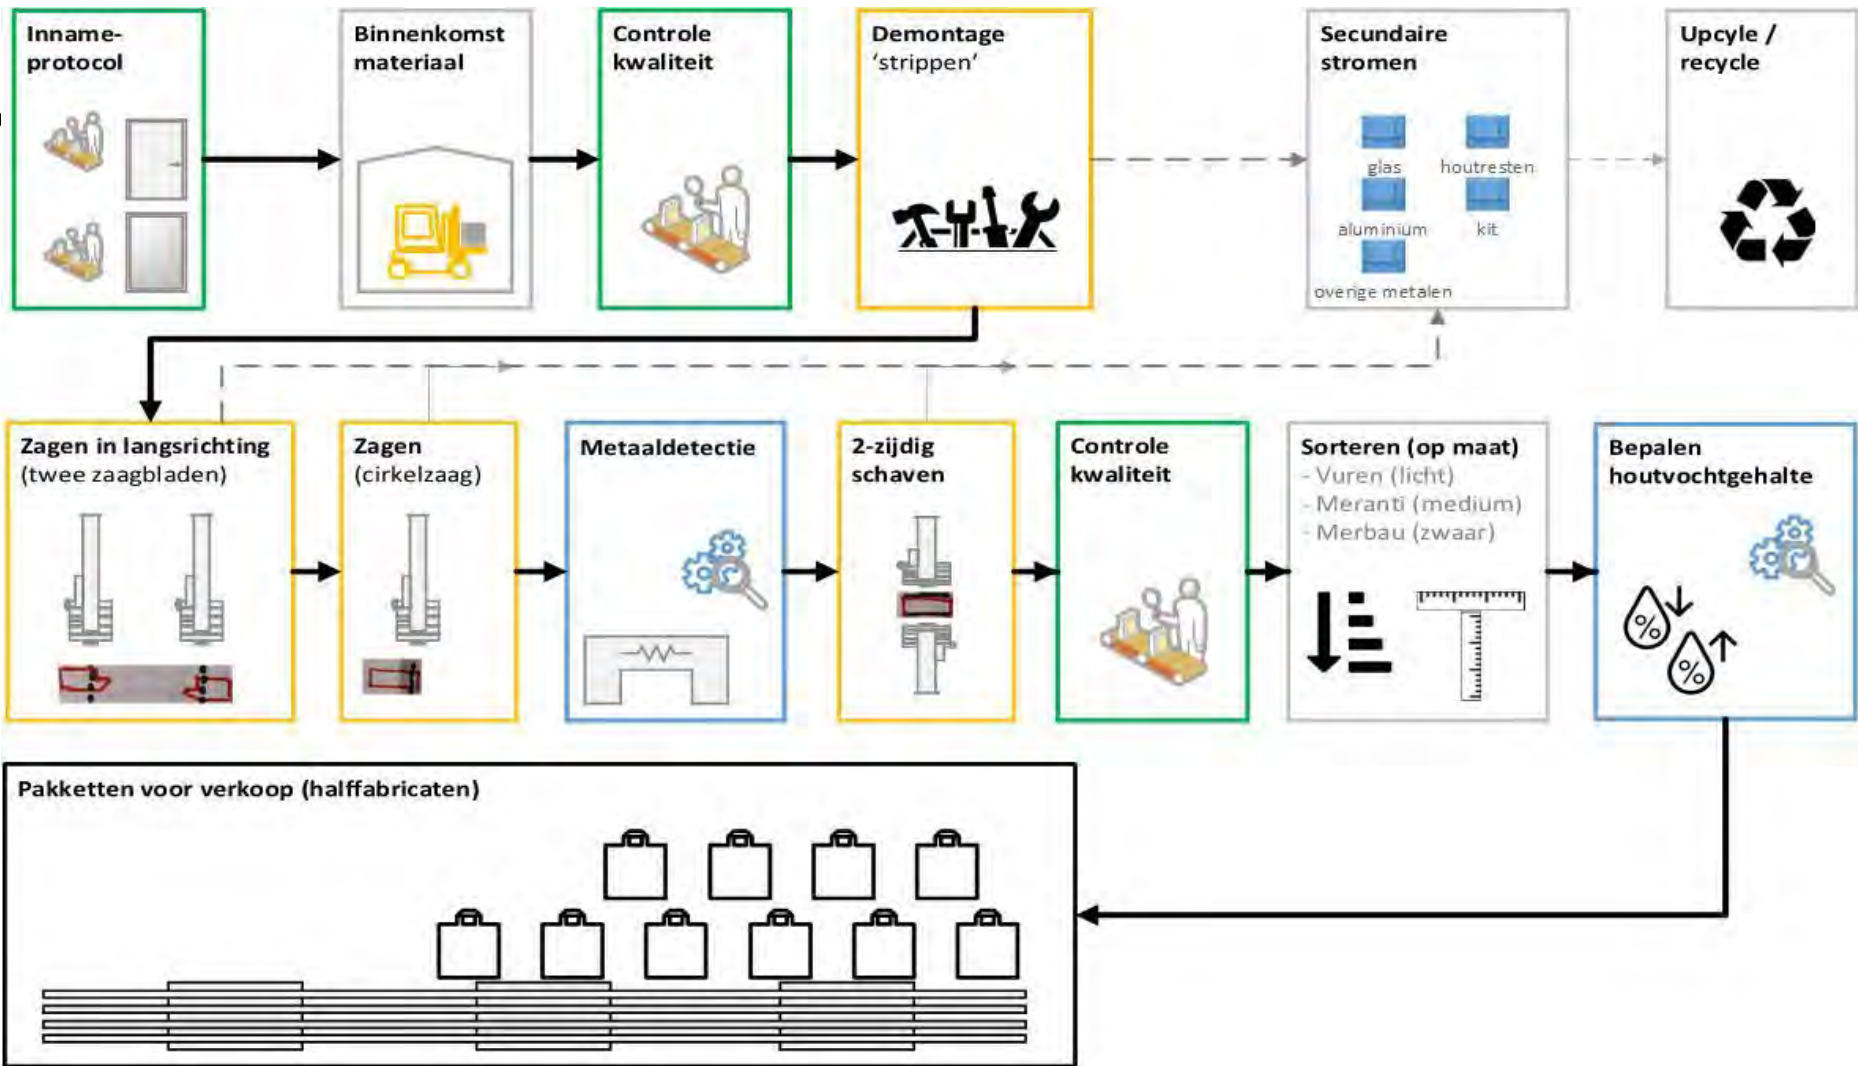 Inname-
protocol
Binnenkomst
materiaal
Controle
kwaliteit
Demontage
‘strippen’
Secundaire
stromen
glas
houtresten
aluminium
kit
overige metalen
Upcyle /
recycle
Zagen in langsrichting
(twee zaagbladen)
Zagen
(cirkelzaag)
Metaaldetectie
2-zijdig
schaven
Controle
kwaliteit
Sorteren (op maat)
- Vuren (licht)
- Meranti (medium)
- Merbau (zwaar)
Bepalen
houtvochtgehalte
%
%
Pakketten voor verkoop (halffabricaten)